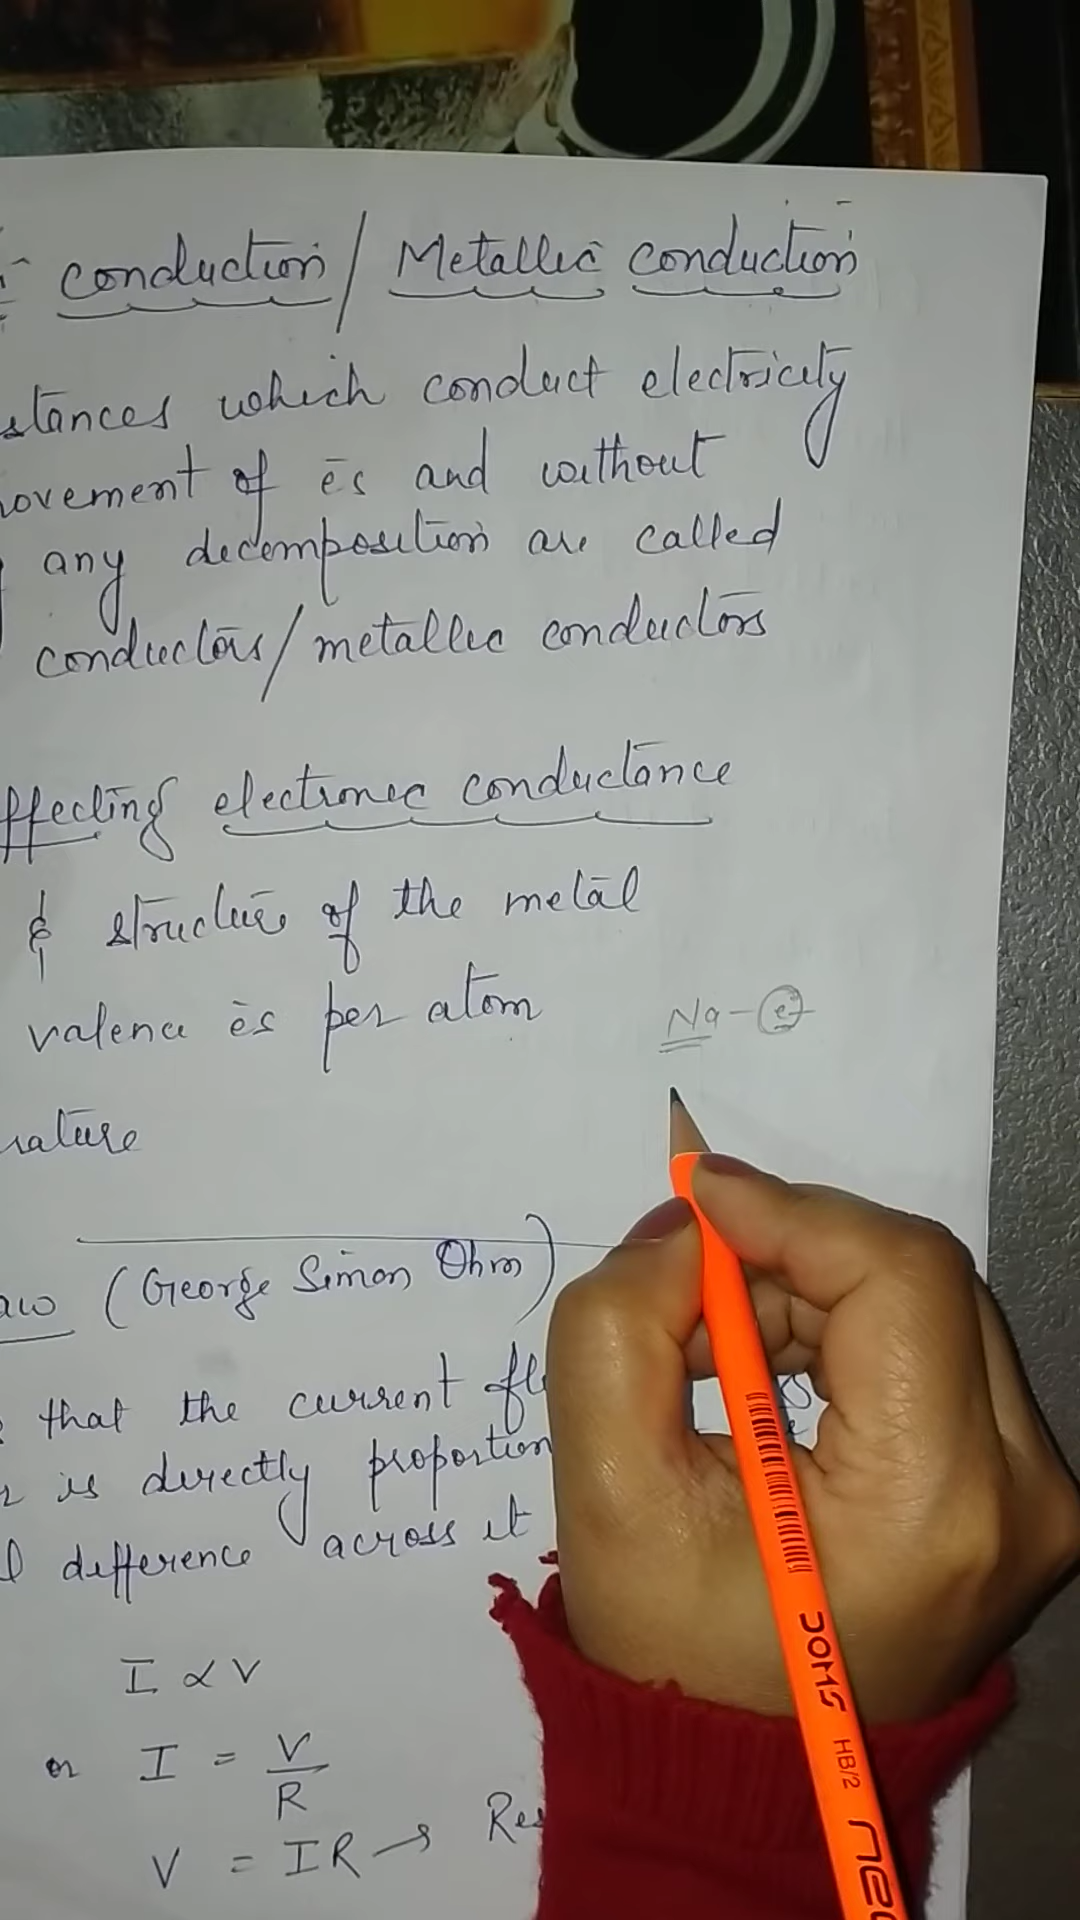 conduction / Metallic conduction
stances which conduct electricity
ovement of ēs and without
any decomposition are called
conductors/metallic conductors
ffecting electronic conductance
& structure of the metal
valence ēs per atom
Na - e-
rature
aw (George Simon Ohm)
that the current fl
r is directly proportion
l difference across it
I ∝ V
or I = V/R
V = IR → Res
DOMS HB/2 neo